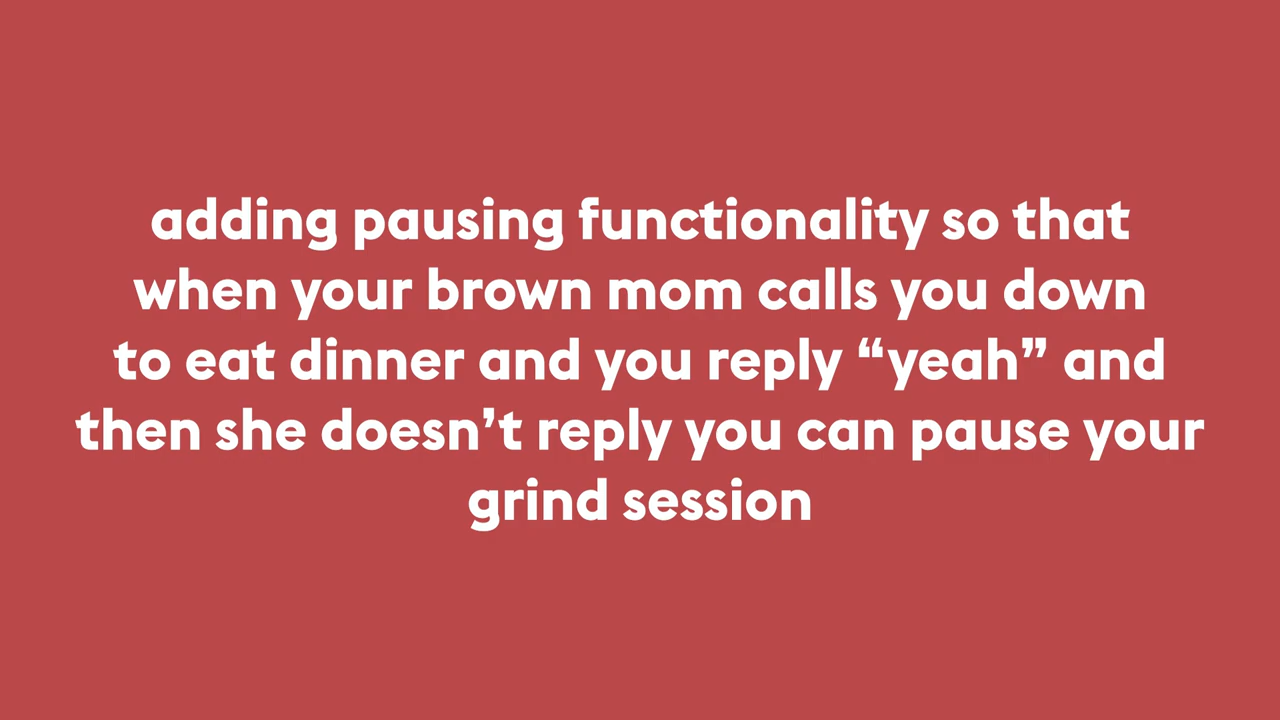 adding pausing functionality so that
when your brown mom calls you down
to eat dinner and you reply “yeah” and
then she doesn’t reply you can pause your
grind session